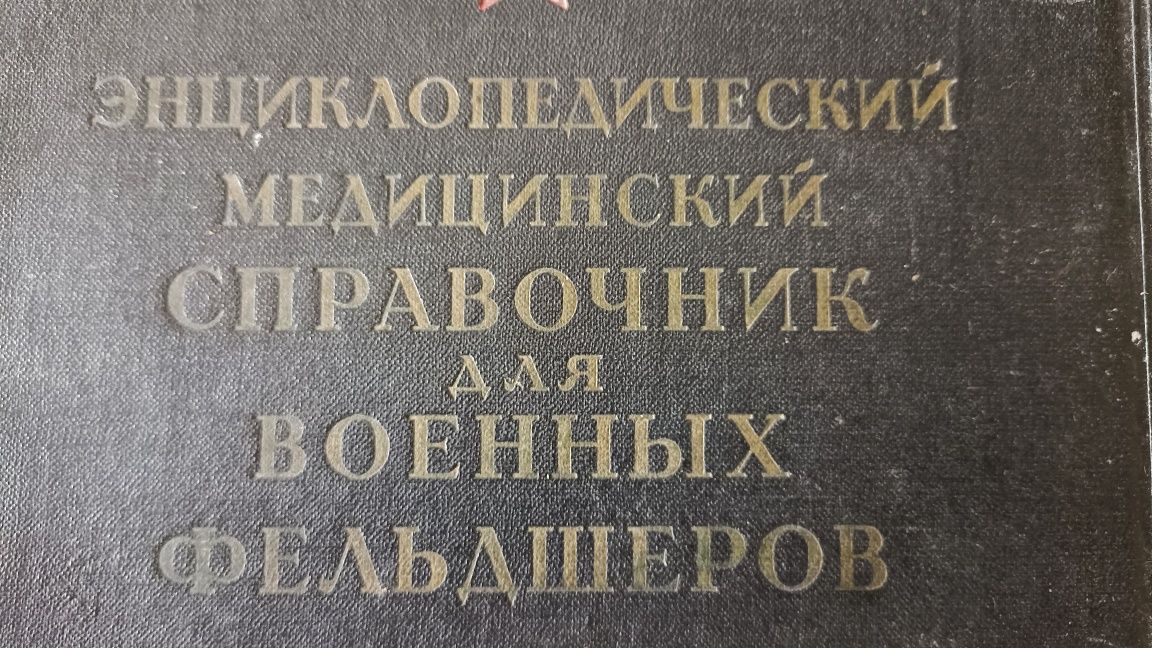 ЭНЦИКЛОПЕДИЧЕСКИЙ
МЕДИЦИНСКИЙ
СПРАВОЧНИК
ДЛЯ
ВОЕННЫХ
ФЕЛЬДШЕРОВ